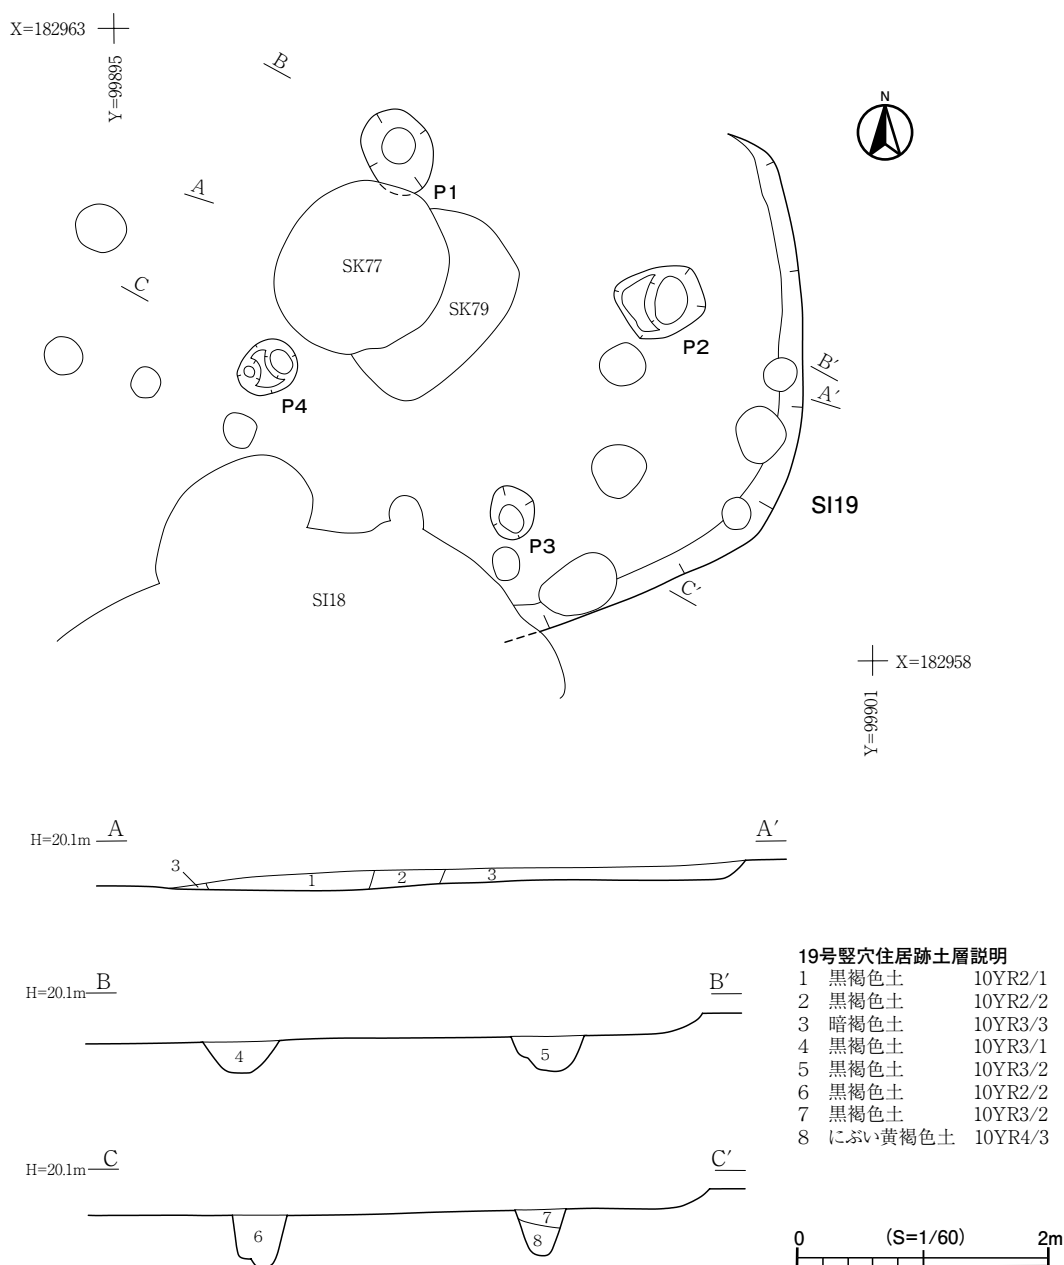 X=182963
Y=99895
B
N
A
P1
C
SK77
SK79
P2
B′
A′
P4
SI19
P3
C′
SI18
X=182958
Y=99901
H=20.1m A A′
3
1 2 3
H=20.1m B B′
4 5
H=20.1m C C′
6 7
8
19号竪穴住居跡土層説明
1 黒褐色土 10YR2/1
2 黒褐色土 10YR2/2
3 暗褐色土 10YR3/3
4 黒褐色土 10YR3/1
5 黒褐色土 10YR3/2
6 黒褐色土 10YR2/2
7 黒褐色土 10YR3/2
8 にぶい黄褐色土 10YR4/3
0 (S=1/60) 2m